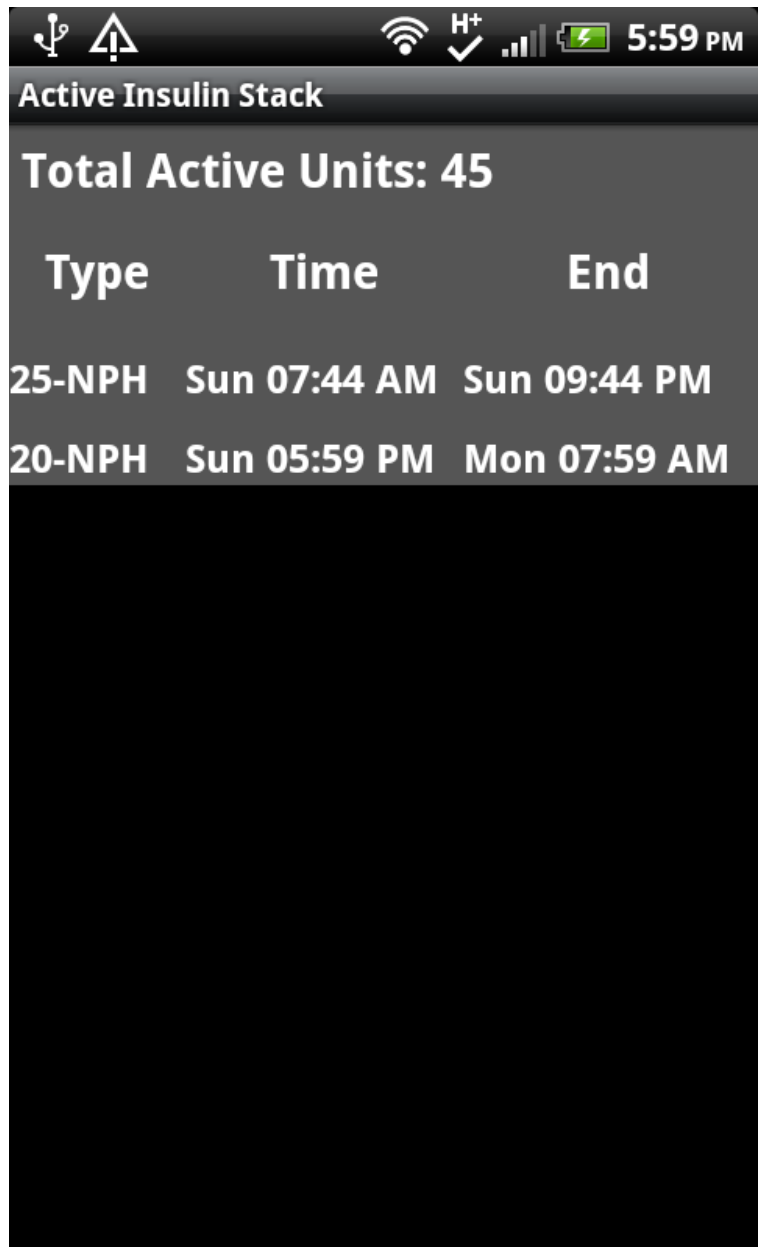 H+ 5:59 PM
Active Insulin Stack
Total Active Units: 45
Type Time End
25-NPH Sun 07:44 AM Sun 09:44 PM
20-NPH Sun 05:59 PM Mon 07:59 AM